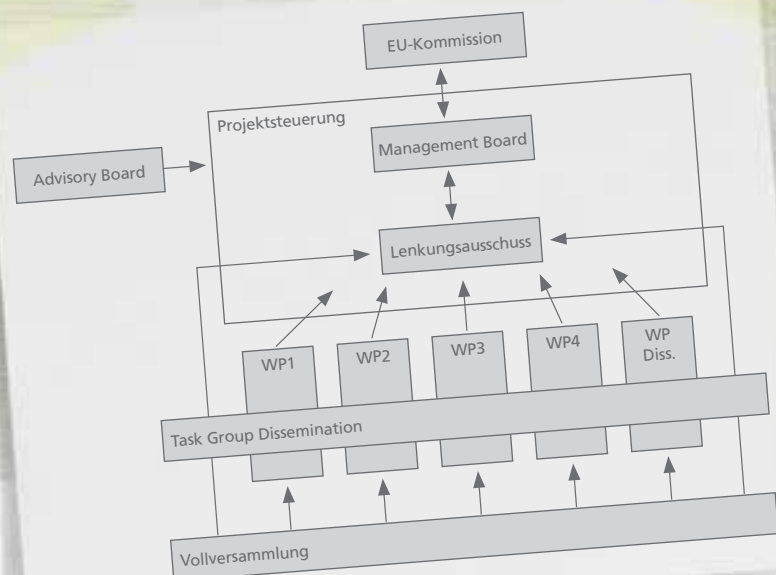 EU-Kommission
Projektsteuerung
Management Board
Advisory Board
Lenkungsausschuss
WP1
WP2
WP3
WP4
WP
Diss.
Task Group Dissemination
Vollversammlung